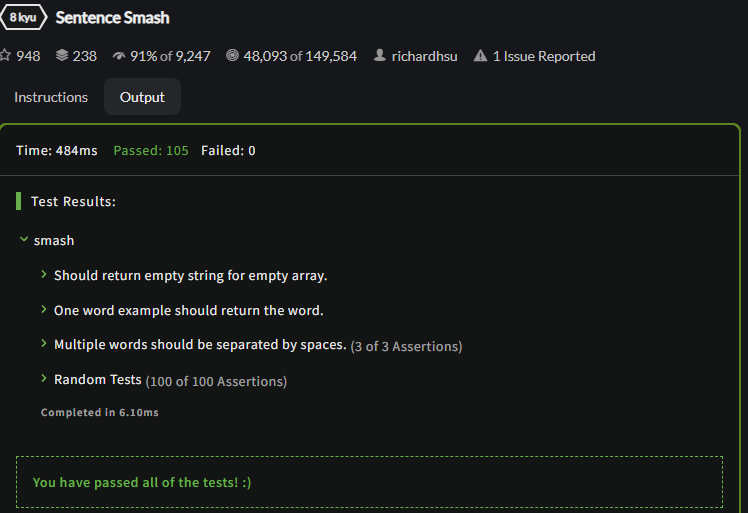 8 kyu Sentence Smash
948 238 91% of 9,247 48,093 of 149,584 richardhsu 1 Issue Reported
Instructions Output
Time: 484ms Passed: 105 Failed: 0
Test Results:
smash
Should return empty string for empty array.
One word example should return the word.
Multiple words should be separated by spaces. (3 of 3 Assertions)
Random Tests (100 of 100 Assertions)
Completed in 6.10ms
You have passed all of the tests! :)